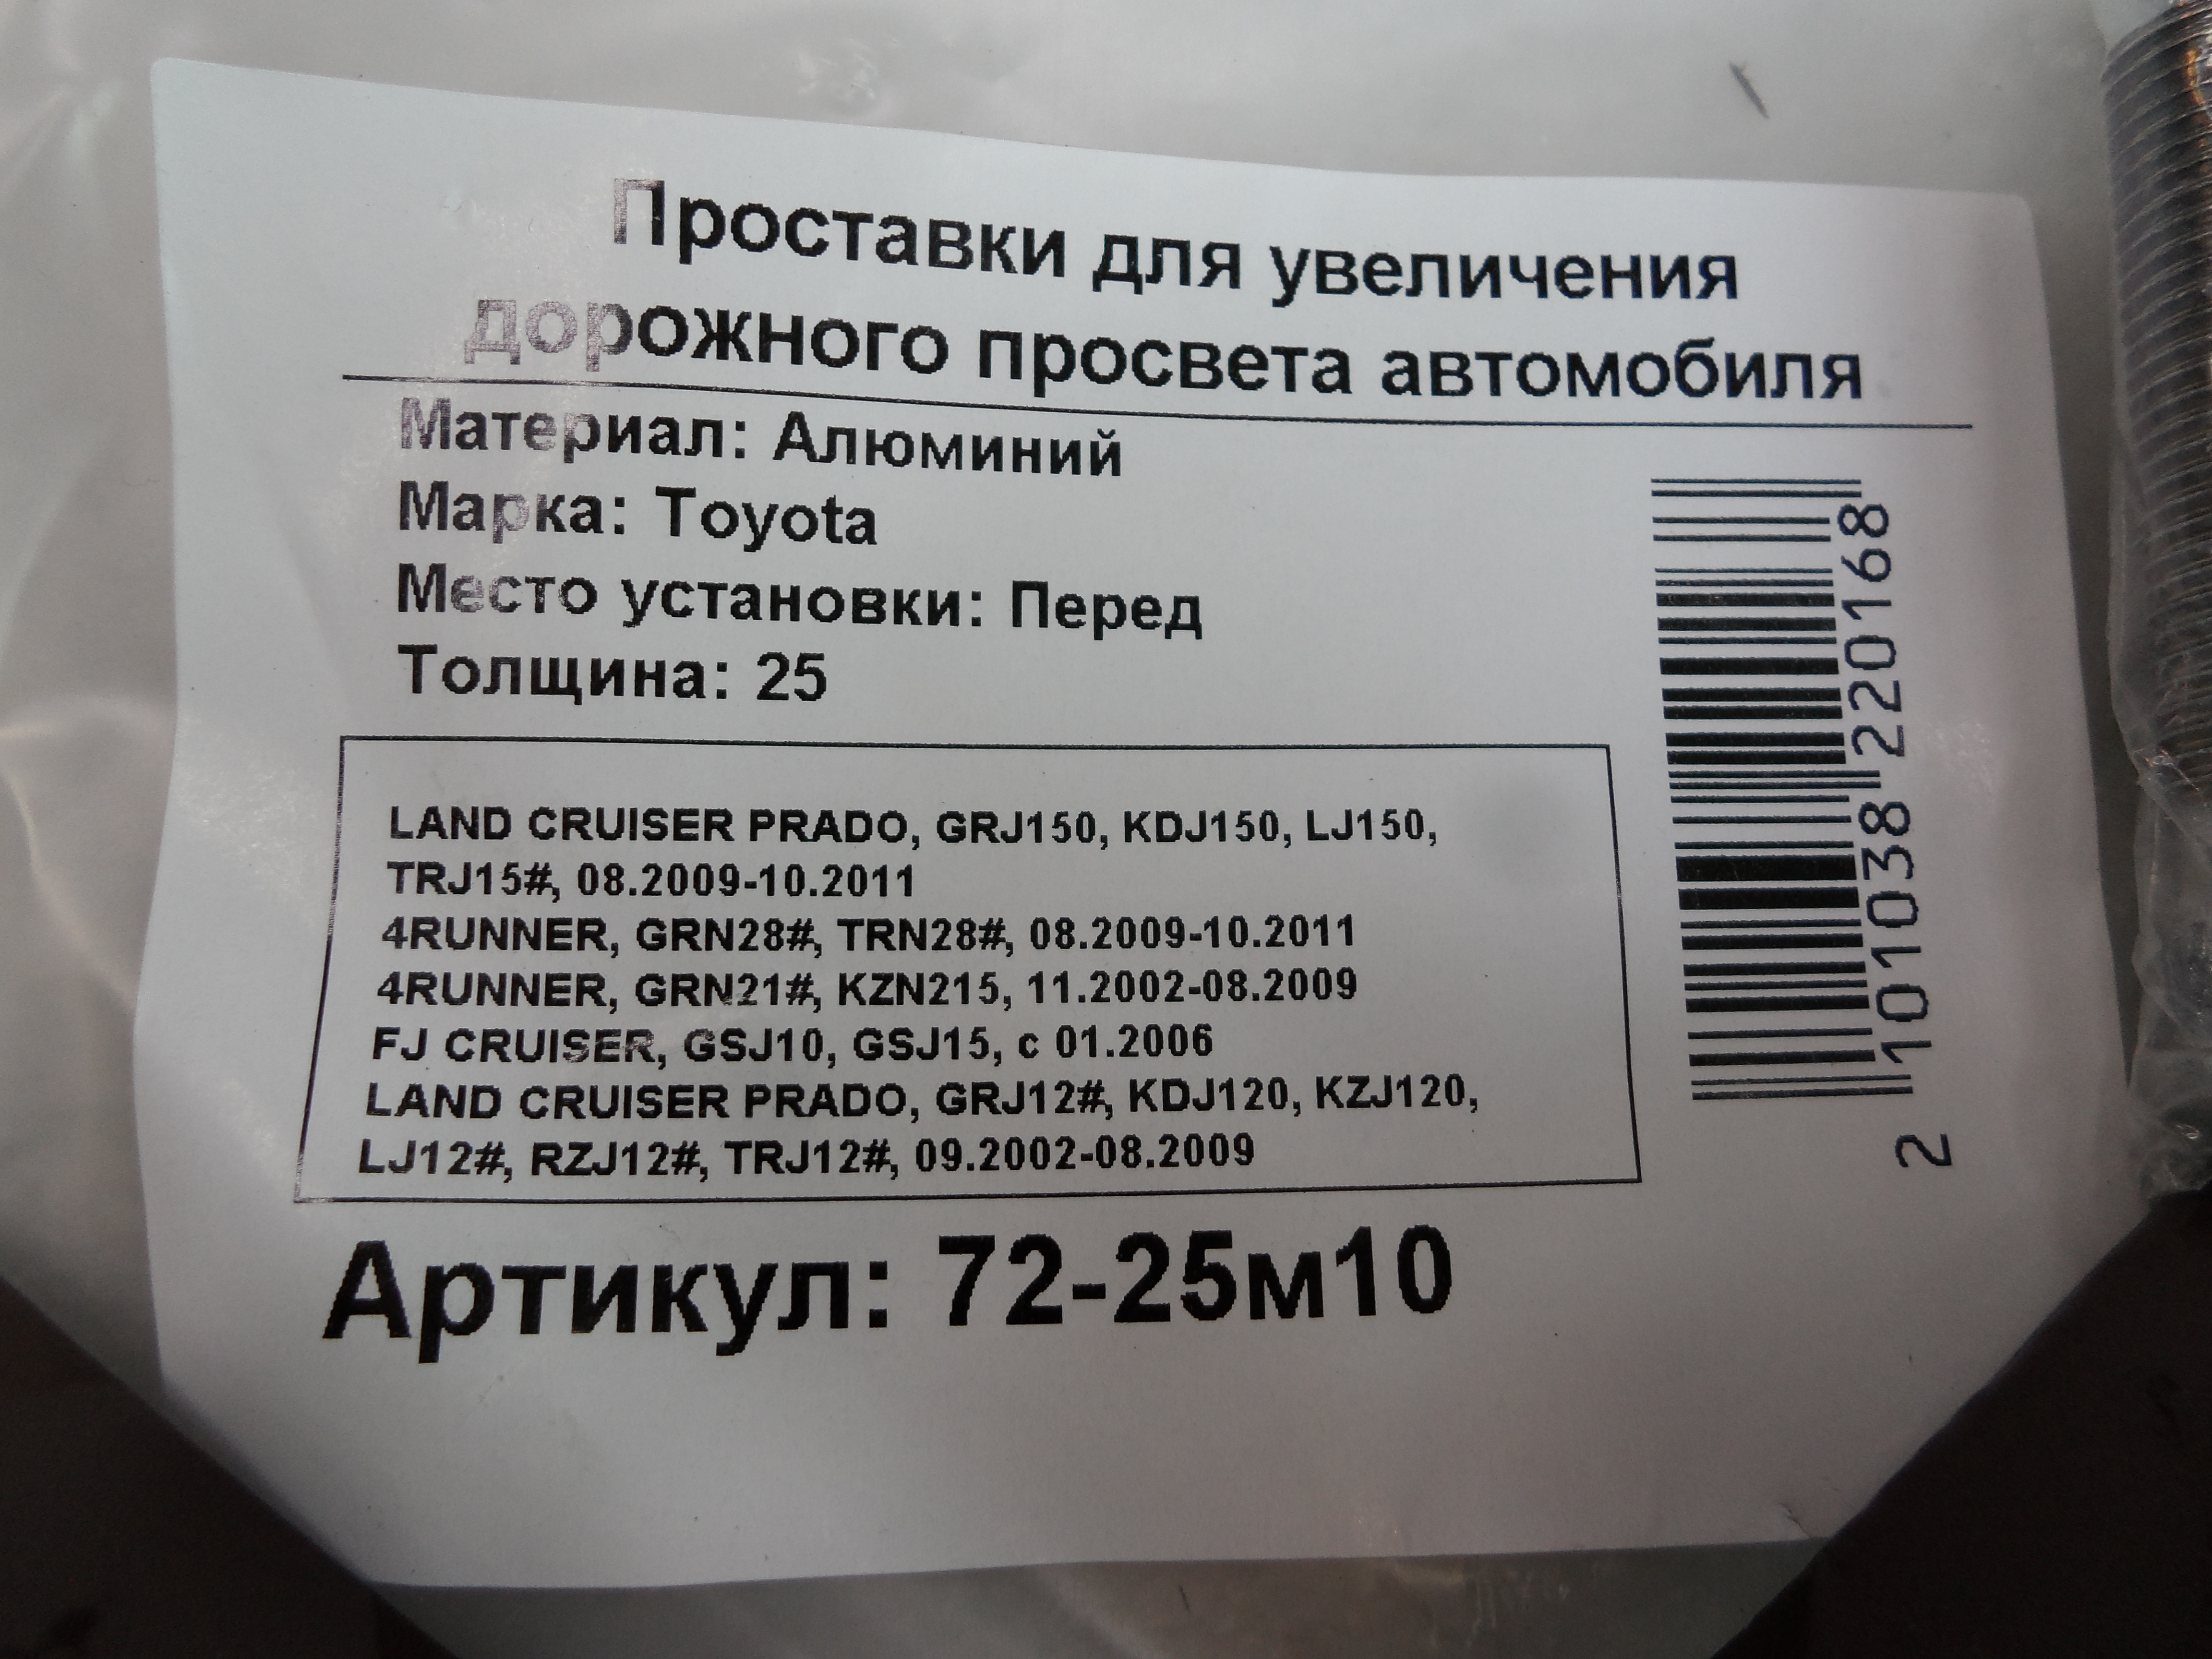 Проставки для увеличения
дорожного просвета автомобиля
Материал: Алюминий
Марка: Toyota
Место установки: Перед
Толщина: 25
LAND CRUISER PRADO, GRJ150, KDJ150, LJ150,
TRJ15#, 08.2009-10.2011
4RUNNER, GRN28#, TRN28#, 08.2009-10.2011
4RUNNER, GRN21#, KZN215, 11.2002-08.2009
FJ CRUISER, GSJ10, GSJ15, с 01.2006
LAND CRUISER PRADO, GRJ12#, KDJ120, KZJ120,
LJ12#, RZJ12#, TRJ12#, 09.2002-08.2009
Артикул: 72-25м10
2 101038 220168